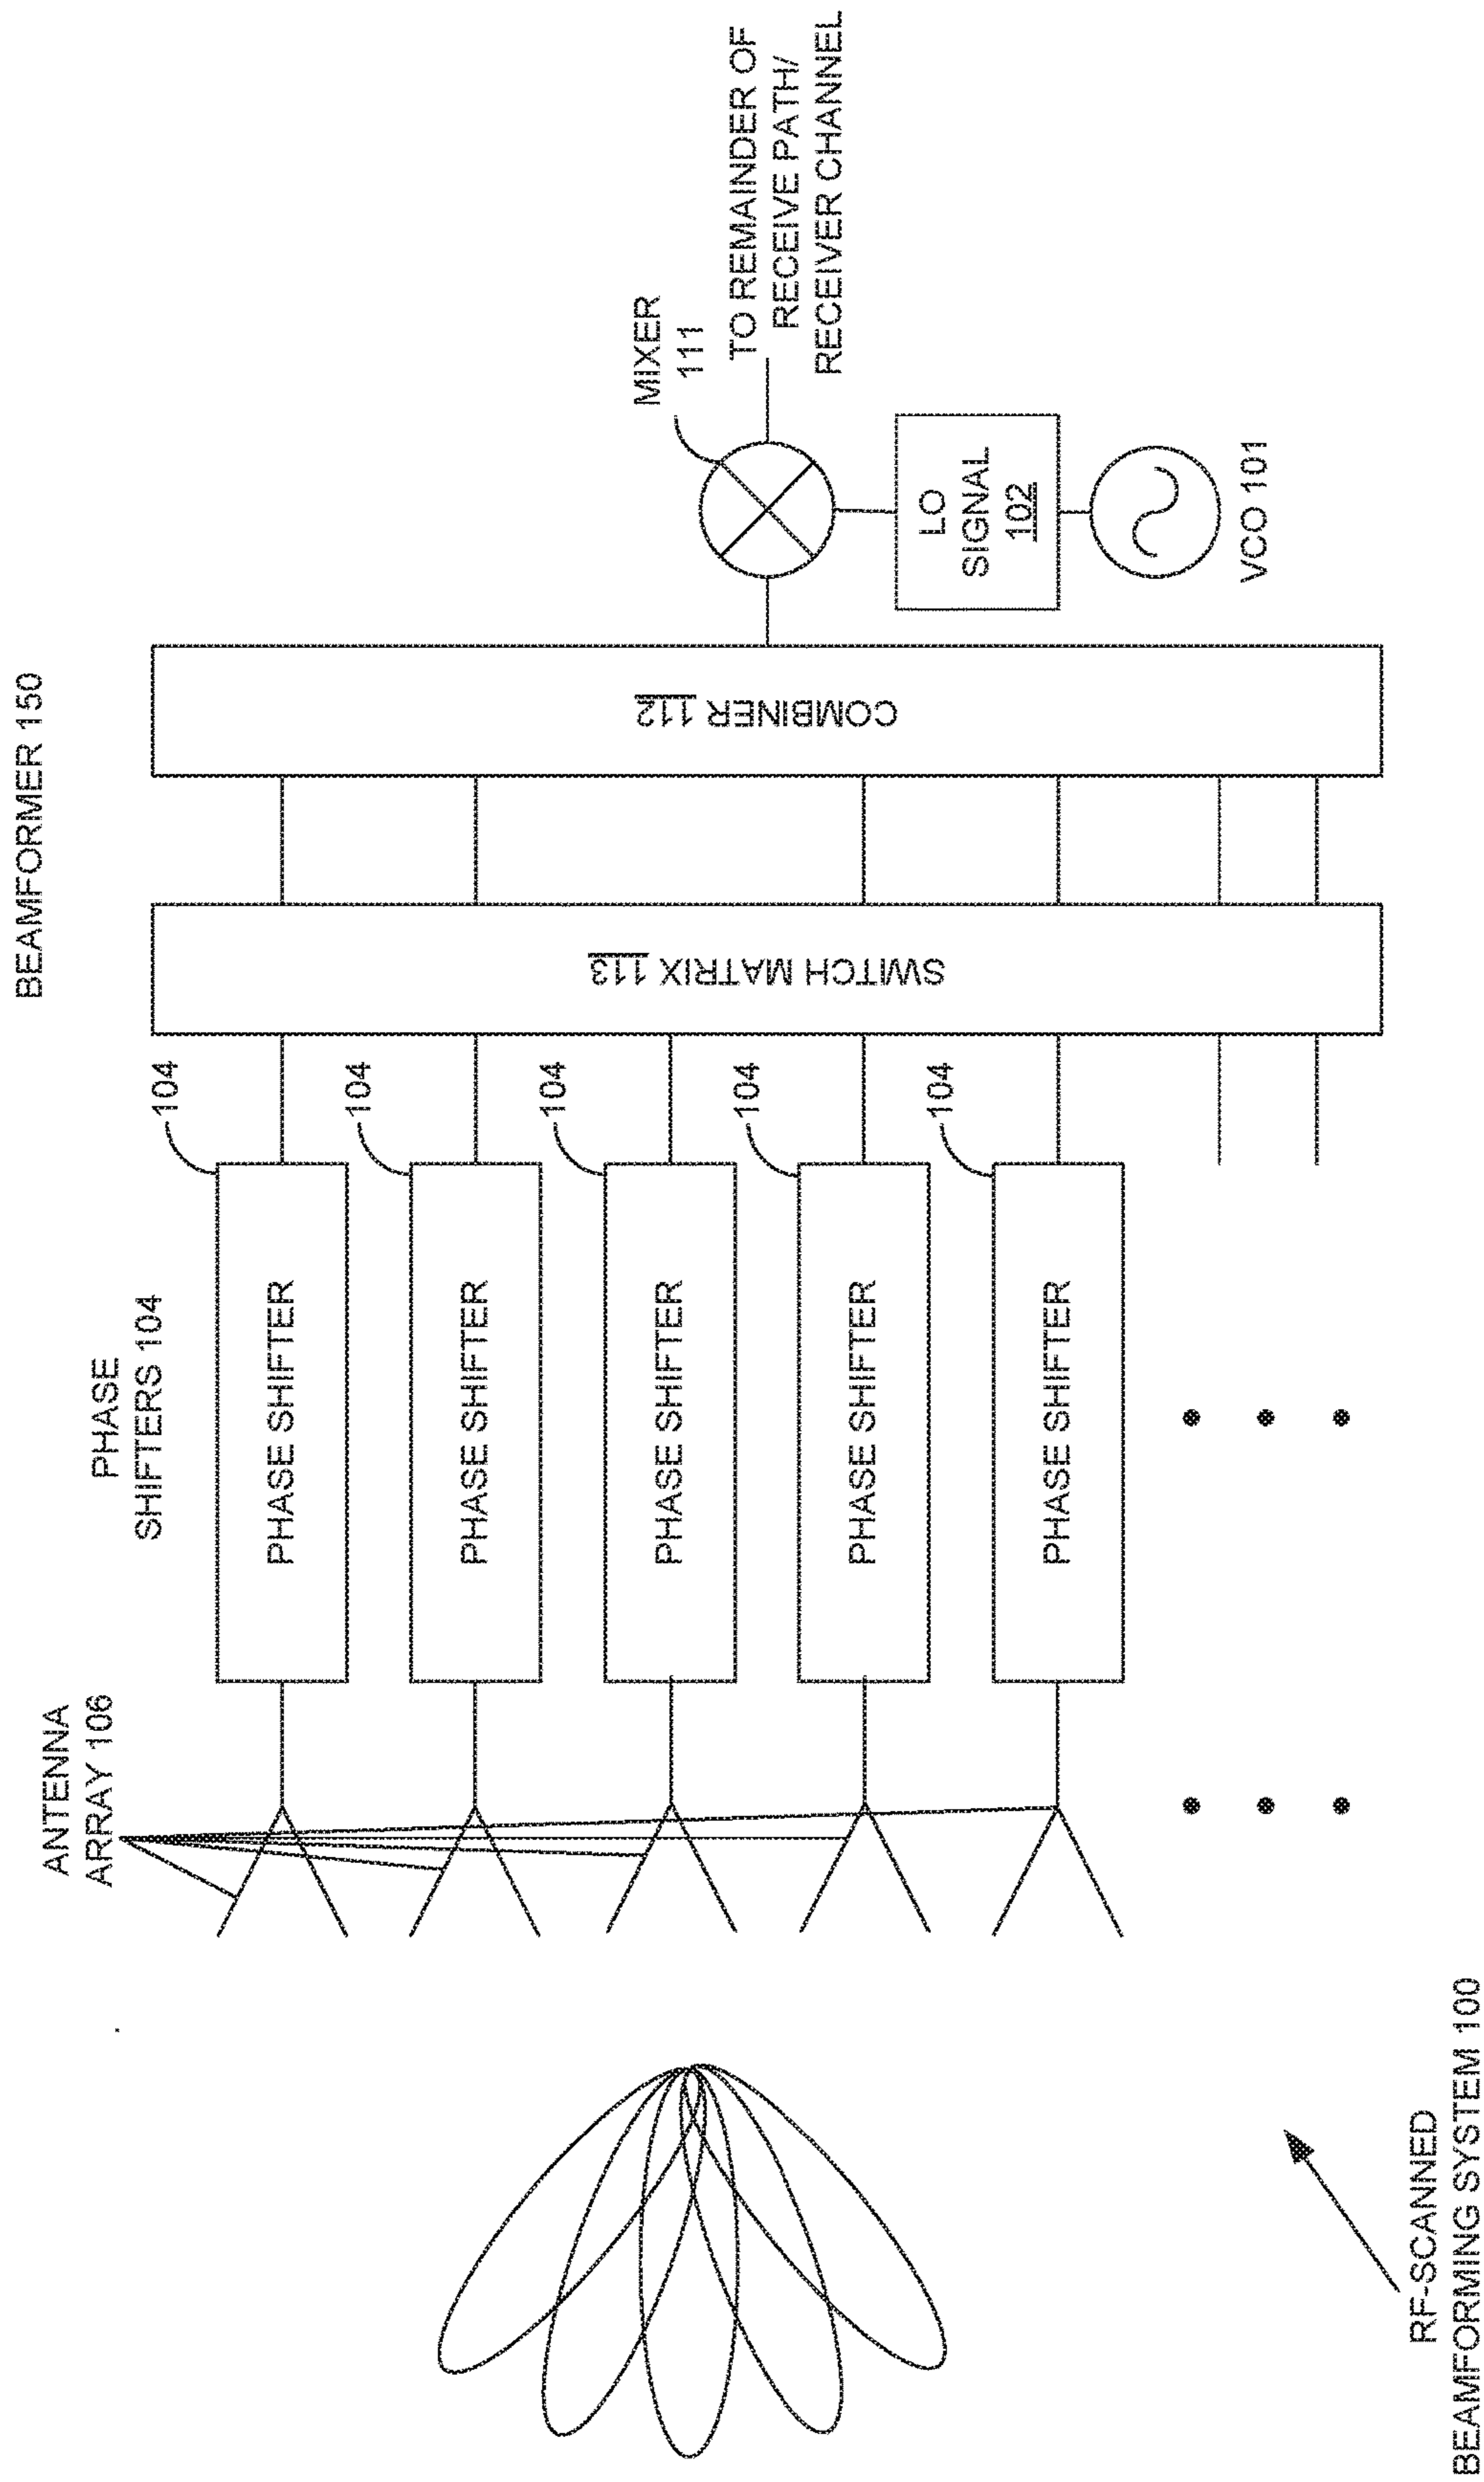 BEAMFORMER 150
ANTENNA
ARRAY 106
PHASE
SHIFTERS 104
PHASE SHIFTER
104
PHASE SHIFTER
104
PHASE SHIFTER
104
PHASE SHIFTER
104
PHASE SHIFTER
104
SWITCH MATRIX 113
COMBINER 112
MIXER
111
TO REMAINDER OF
RECEIVE PATH/
RECEIVER CHANNEL
LO
SIGNAL
102
VCO 101
RF-SCANNED
BEAMFORMING SYSTEM 100